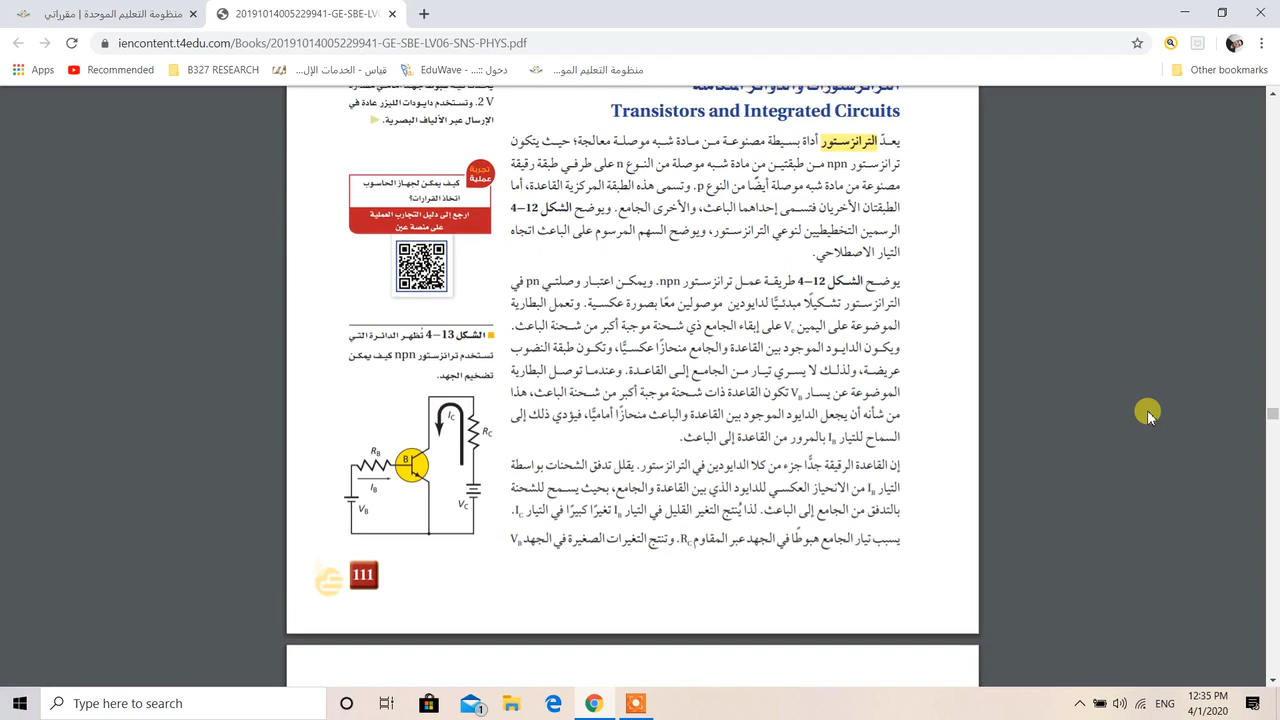 منظومة التعليم الموحدة | مقرراتي
20191014005229941-GE-SBE-LV
iencontent.t4edu.com/Books/20191014005229941-GE-SBE-LV06-SNS-PHYS.pdf
Apps
Recommended
B327 RESEARCH
قياس - الخدمات الإل...
EduWave - :: دخول...
منظومة التعليم المو...
Other bookmarks
الترانزستورات والدوائر المتكاملة
Transistors and Integrated Circuits
يعدّ الترانزستور أداة بسيطة مصنوعة من مادة شبه موصلة معالجة؛ حيث يتكون
ترانزستور npn من طبقتين من مادة شبه موصلة من النوع n على طرفي طبقة رقيقة
مصنوعة من مادة شبه موصلة أيضًا من النوع p. وتسمى هذه الطبقة المركزية القاعدة، أما
الطبقتان الأخريان فتسمى إحداهما الباعث، والأخرى الجامع. ويوضح الشكل 12–4
الرسمين التخطيطيين لنوعي الترانزستور، ويوضح السهم المرسوم على الباعث اتجاه
التيار الاصطلاحي.
يوضح الشكل 12–4 طريقة عمل ترانزستور npn. ويمكن اعتبار وصلتي pn في
الترانزستور تشكيلًا مبدئيًّا لدايودين موصولين معًا بصورة عكسية. وتعمل البطارية
الموضوعة على اليمين VC على إبقاء الجامع ذي شحنة موجبة أكبر من شحنة الباعث.
ويكون الدايود الموجود بين القاعدة والجامع منحازًا عكسيًّا، وتكون طبقة النضوب
عريضة، ولذلك لا يسري تيار من الجامع إلى القاعدة. وعندما توصل البطارية
الموضوعة عن يسار VB تكون القاعدة ذات شحنة موجبة أكبر من شحنة الباعث، هذا
من شأنه أن يجعل الدايود الموجود بين القاعدة والباعث منحازًا أماميًّا، فيؤدي ذلك إلى
السماح للتيار IB بالمرور من القاعدة إلى الباعث.
إن القاعدة الرقيقة جدًّا جزء من كلا الدايودين في الترانزستور. يقلل تدفق الشحنات بواسطة
التيار IB من الانحياز العكسي للدايود الذي بين القاعدة والجامع، بحيث يسمح للشحنة
بالتدفق من الجامع إلى الباعث. لذا يُنتج التغير القليل في التيار IB تغيرًا كبيرًا في التيار IC.
يسبب تيار الجامع هبوطًا في الجهد عبر المقاوم RC. وتنتج التغيرات الصغيرة في الجهد VB
2 V. وتستخدم دايودات الليزر عادة في
الإرسال عبر الألياف البصرية.
تجربة
عملية
كيف يمكن لجهاز الحاسوب
اتخاذ القرارات؟
ارجع إلى دليل التجارب العملية
على منصة عين
الشكل 13–4 تُظهر الدائرة التي
تستخدم ترانزستور npn كيف يمكن
تضخيم الجهد.
IC
RC
RB
B
IB
VB
VC
111
Type here to search
1
ENG
12:35 PM
4/1/2020